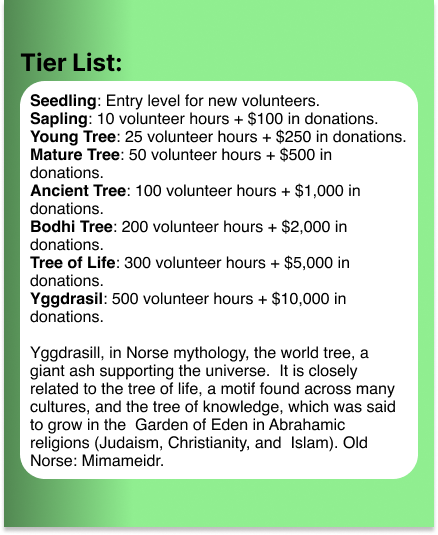 Tier List:
Seedling: Entry level for new volunteers.
Sapling: 10 volunteer hours + $100 in donations.
Young Tree: 25 volunteer hours + $250 in donations.
Mature Tree: 50 volunteer hours + $500 in
donations.
Ancient Tree: 100 volunteer hours + $1,000 in
donations.
Bodhi Tree: 200 volunteer hours + $2,000 in
donations.
Tree of Life: 300 volunteer hours + $5,000 in
donations.
Yggdrasil: 500 volunteer hours + $10,000 in
donations.
Yggdrasill, in Norse mythology, the world tree, a
giant ash supporting the universe.  It is closely
related to the tree of life, a motif found across many
cultures, and the tree of knowledge, which was said
to grow in the  Garden of Eden in Abrahamic
religions (Judaism, Christianity, and  Islam). Old
Norse: Mimameidr.